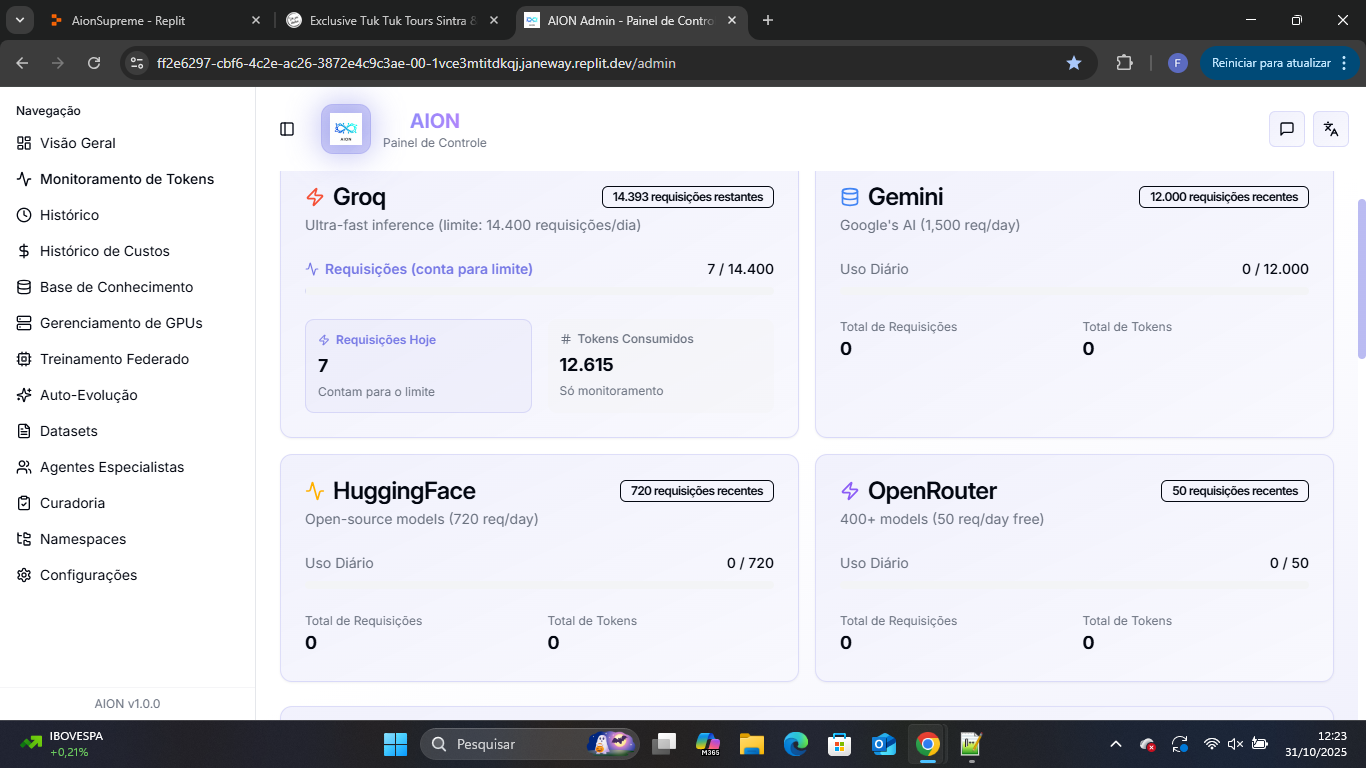 AionSupreme - Replit
Exclusive Tuk Tuk Tours Sintra &
AION Admin - Painel de Contro
ff2e6297-cbf6-4c2e-ac26-3872e4c9c3ae-00-1vce3mtitdkqj.janeway.replit.dev/admin
F
Reiniciar para atualizar
Navegação
Visão Geral
Monitoramento de Tokens
Histórico
Histórico de Custos
Base de Conhecimento
Gerenciamento de GPUs
Treinamento Federado
Auto-Evolução
Datasets
Agentes Especialistas
Curadoria
Namespaces
Configurações
AION v1.0.0
AION
AION
Painel de Controle
Groq
14.393 requisições restantes
Ultra-fast inference (limite: 14.400 requisições/dia)
Requisições (conta para limite)
7 / 14.400
Requisições Hoje
7
Contam para o limite
# Tokens Consumidos
12.615
Só monitoramento
Gemini
12.000 requisições recentes
Google's AI (1,500 req/day)
Uso Diário
0 / 12.000
Total de Requisições
0
Total de Tokens
0
HuggingFace
720 requisições recentes
Open-source models (720 req/day)
Uso Diário
0 / 720
Total de Requisições
0
Total de Tokens
0
OpenRouter
50 requisições recentes
400+ models (50 req/day free)
Uso Diário
0 / 50
Total de Requisições
0
Total de Tokens
0
IBOVESPA
+0,21%
Pesquisar
M365
12:23
31/10/2025